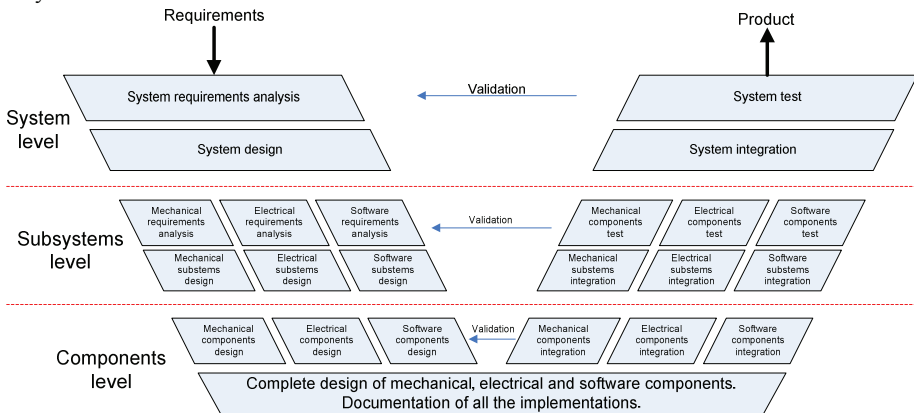 Requirements
Product
System requirements analysis
Validation
System test
System
level
System design
System integration
Mechanical
requirements
analysis
Electrical
requirements
analysis
Software
requirements
analysis
Validation
Mechanical
components
test
Electrical
components
test
Software
components
test
Subsystems
level
Mechanical
substems
design
Electrical
substems
design
Software
substems
design
Mechanical
substems
integration
Electrical
substems
integration
Software
substems
integration
Components
level
Mechanical
components
design
Electrical
components
design
Software
components
design
Validation
Mechanical
components
integration
Electrical
components
integration
Software
components
integration
Complete design of mechanical, electrical and software components.
Documentation of all the implementations.